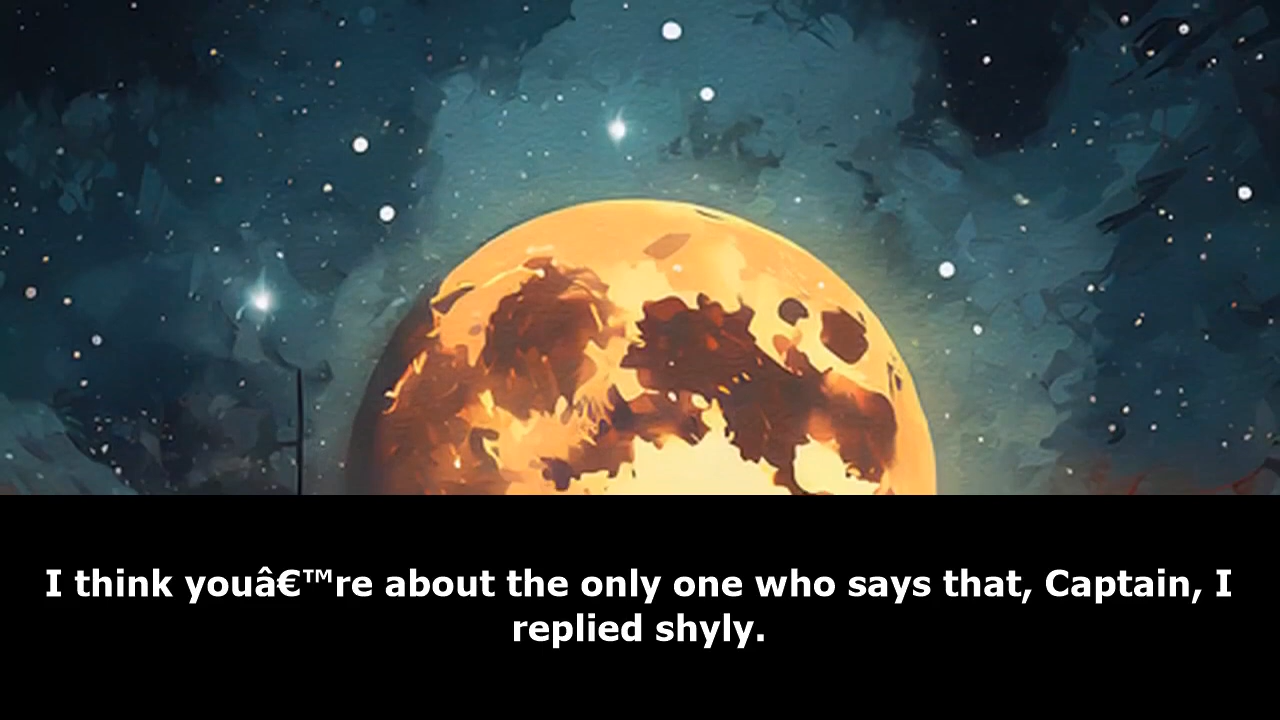 I think youâ€™re about the only one who says that, Captain, I
replied shyly.